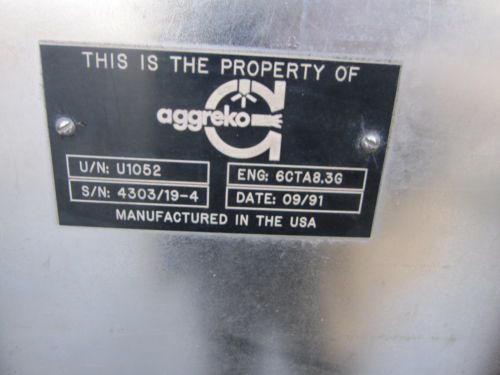 THIS IS THE PROPERTY OF
aggreko
U/N: U1052
ENG: 6CTA8.3G
S/N: 4303/19-4
DATE: 09/91
MANUFACTURED IN THE USA